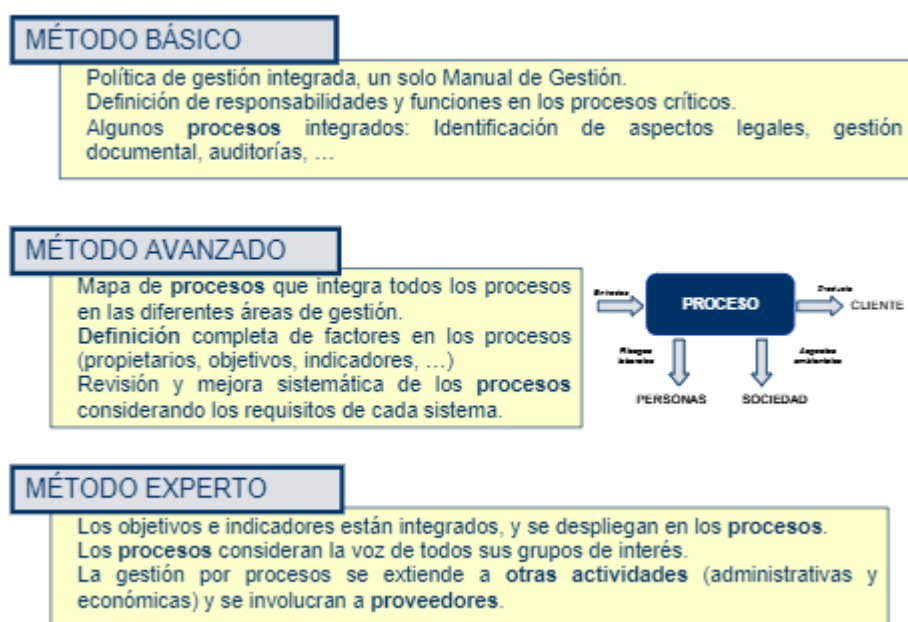 MÉTODO BÁSICO
Política de gestión integrada, un solo Manual de Gestión.
Definición de responsabilidades y funciones en los procesos críticos.
Algunos procesos integrados: Identificación de aspectos legales, gestión
documental, auditorías, …
MÉTODO AVANZADO
Mapa de procesos que integra todos los procesos
en las diferentes áreas de gestión.
Definición completa de factores en los procesos
(propietarios, objetivos, indicadores, …)
Revisión y mejora sistemática de los procesos
considerando los requisitos de cada sistema.
Entradas
PROCESO
Producto
CLIENTE
Riesgos
laborales
Aspectos
ambientales
PERSONAS
SOCIEDAD
MÉTODO EXPERTO
Los objetivos e indicadores están integrados, y se despliegan en los procesos.
Los procesos consideran la voz de todos sus grupos de interés.
La gestión por procesos se extiende a otras actividades (administrativas y
económicas) y se involucran a proveedores.